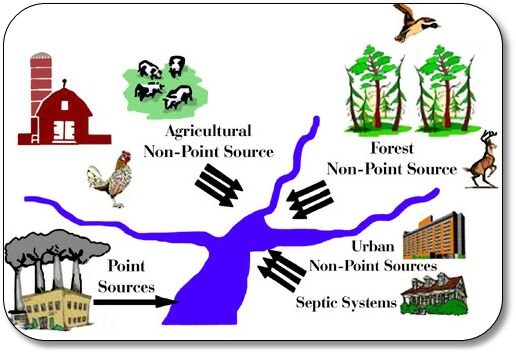 Agricultural
Non-Point Source
Forest
Non-Point Source
Point
Sources
Urban
Non-Point Sources
Septic Systems